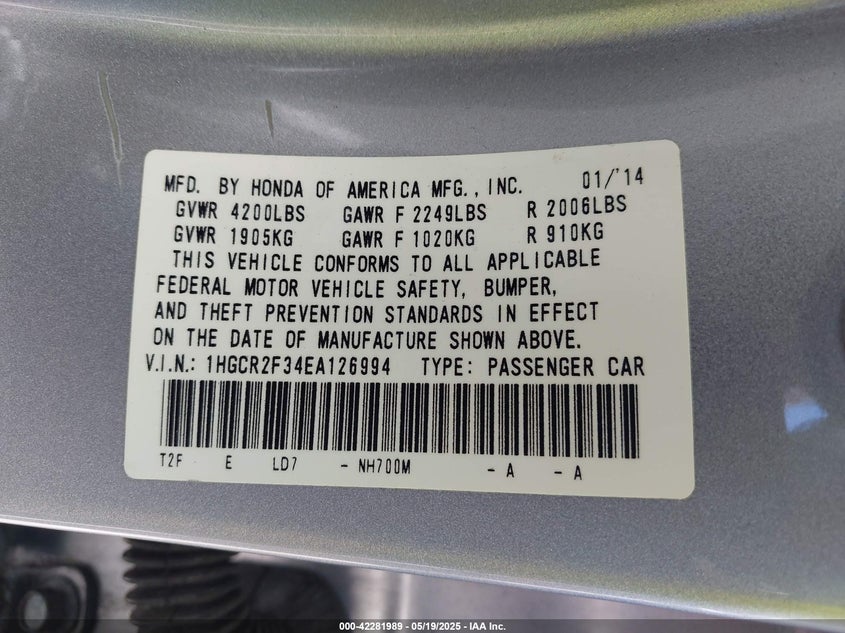 MFD. BY HONDA OF AMERICA MFG., INC. 01/'14
GVWR 4200LBS GAWR F 2249LBS R 2006LBS
GVWR 1905KG GAWR F 1020KG R 910KG
THIS VEHICLE CONFORMS TO ALL APPLICABLE
FEDERAL MOTOR VEHICLE SAFETY, BUMPER,
AND THEFT PREVENTION STANDARDS IN EFFECT
ON THE DATE OF MANUFACTURE SHOWN ABOVE.
V.I.N.: 1HGCR2F34EA126994 TYPE: PASSENGER CAR
T2F E LD7 - NH700M - A - A
000-42281989 - 05/19/2025 - IAA Inc.